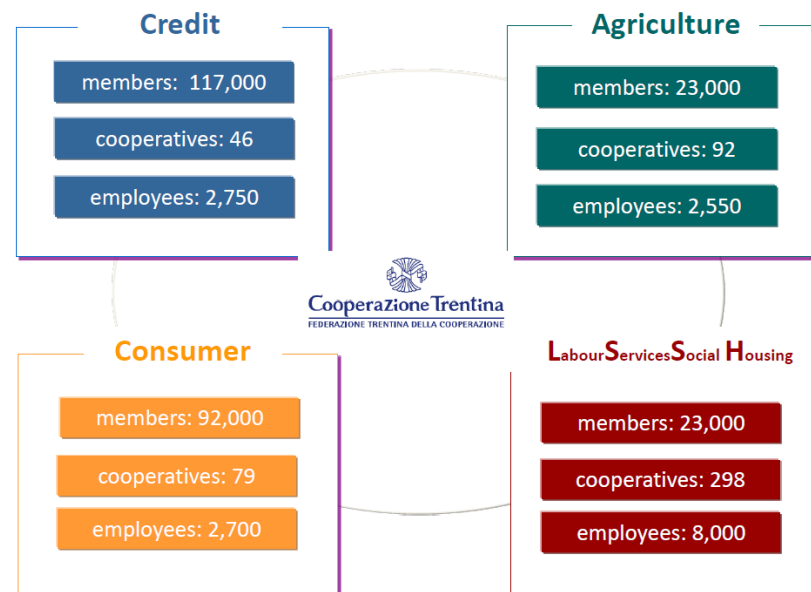 Credit
members: 117,000
cooperatives: 46
employees: 2,750
Agriculture
members: 23,000
cooperatives: 92
employees: 2,550
Cooperazione Trentina
FEDERAZIONE TRENTINA DELLA COOPERAZIONE
Consumer
members: 92,000
cooperatives: 79
employees: 2,700
LabourServicesSocial Housing
members: 23,000
cooperatives: 298
employees: 8,000